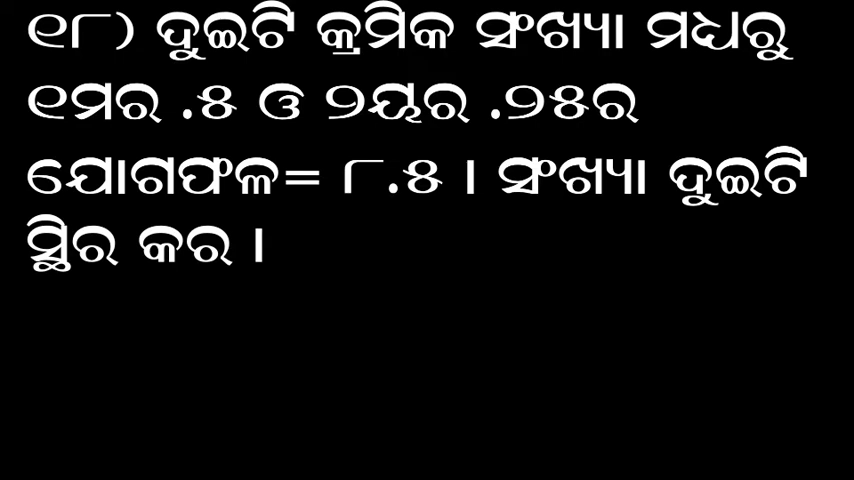 ୧୮) ଦୁଇଟି କ୍ରମିକ ସଂଖ୍ୟା ମଧ୍ୟରୁ
୧ମର .୫ ଓ ୨ୟର .୨୫ର
ଯୋଗଫଳ= ୮.୫ । ସଂଖ୍ୟା ଦୁଇଟି
ସ୍ଥିର କର ।